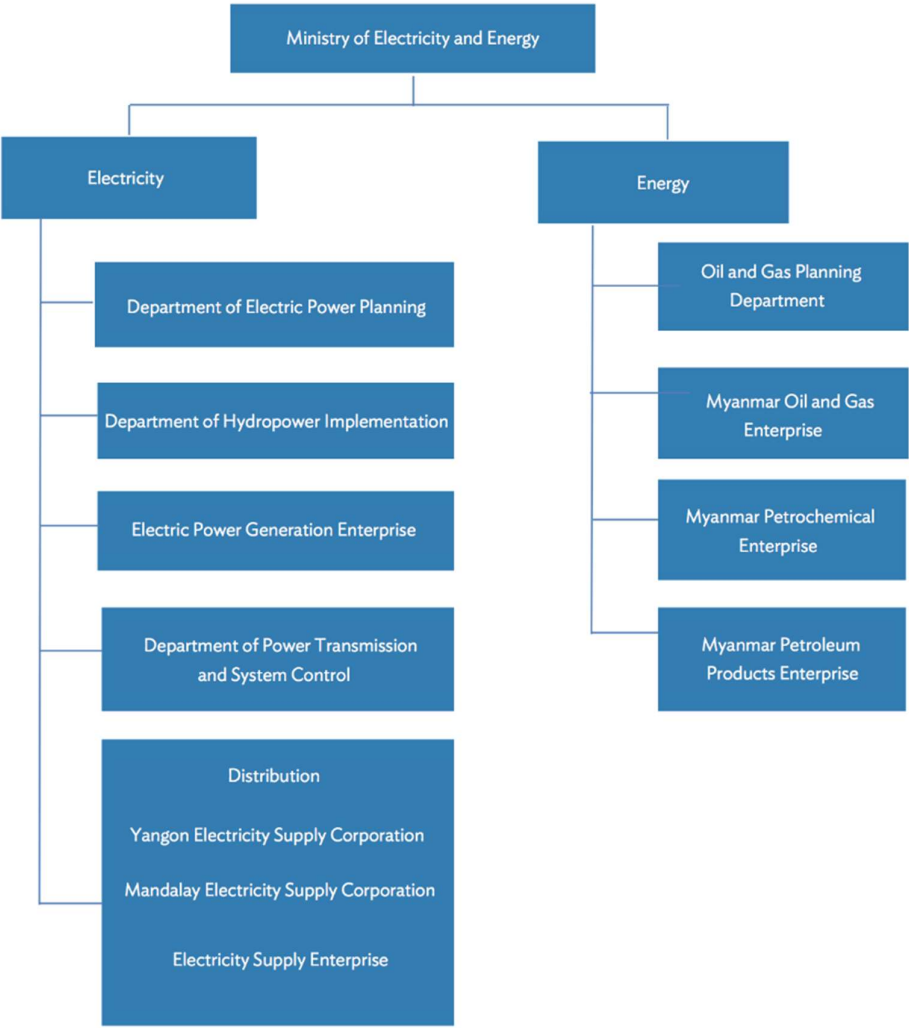 Ministry of Electricity and Energy
Electricity
Energy
Department of Electric Power Planning
Department of Hydropower Implementation
Electric Power Generation Enterprise
Department of Power Transmission
and System Control
Distribution
Yangon Electricity Supply Corporation
Mandalay Electricity Supply Corporation
Electricity Supply Enterprise
Oil and Gas Planning
Department
Myanmar Oil and Gas
Enterprise
Myanmar Petrochemical
Enterprise
Myanmar Petroleum
Products Enterprise